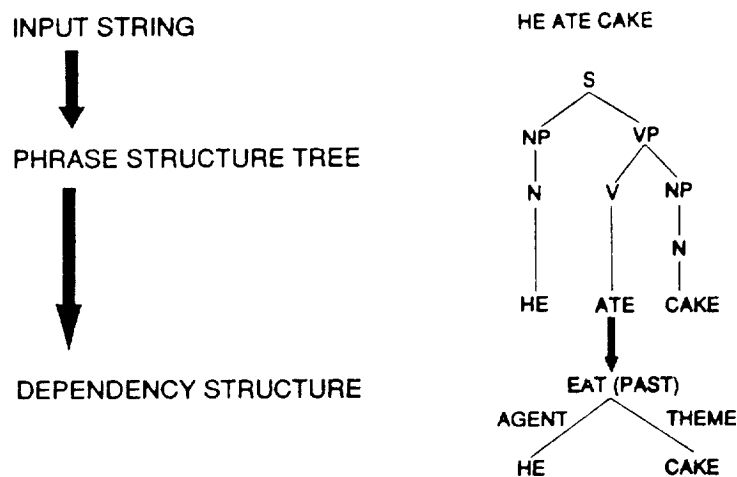 INPUT STRING
PHRASE STRUCTURE TREE
DEPENDENCY STRUCTURE
HE ATE CAKE
S
NP VP
N V NP
N
HE ATE CAKE
EAT (PAST)
AGENT THEME
HE CAKE